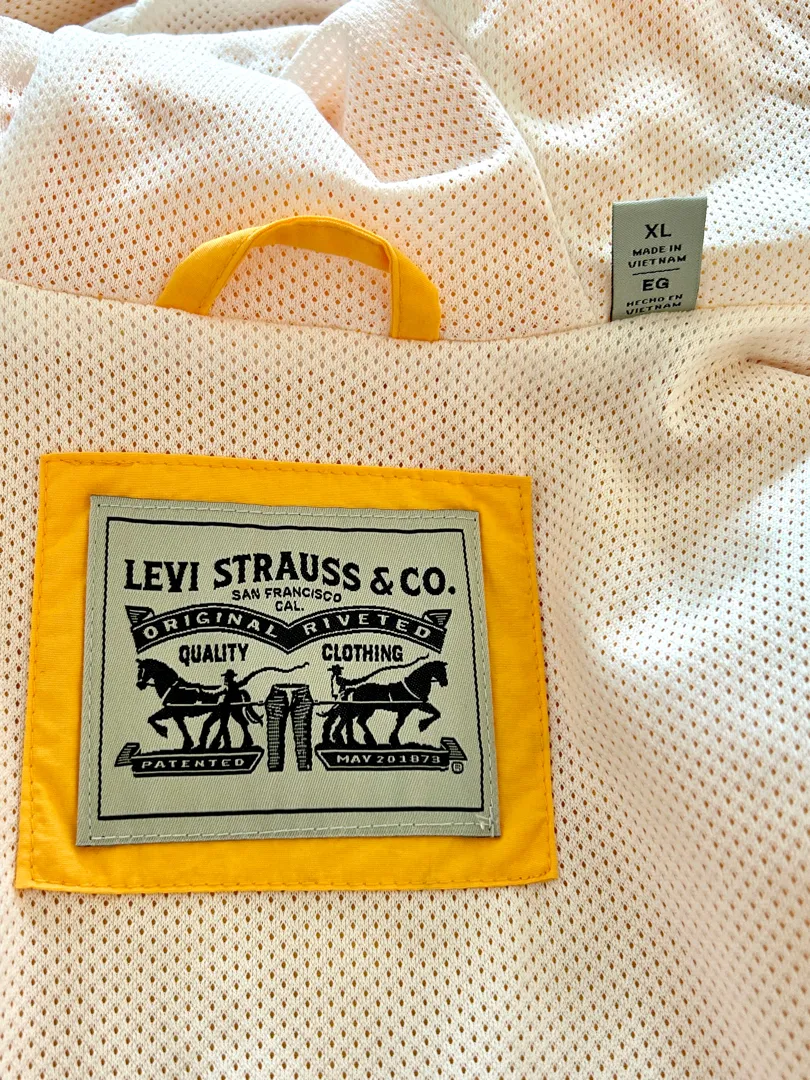 XL
MADE IN
VIETNAM
EG
HECHO EN
VIETNAM
LEVI STRAUSS & CO.
SAN FRANCISCO
CAL.
ORIGINAL RIVETED
QUALITY CLOTHING
PATENTED MAY 20 1873 ®